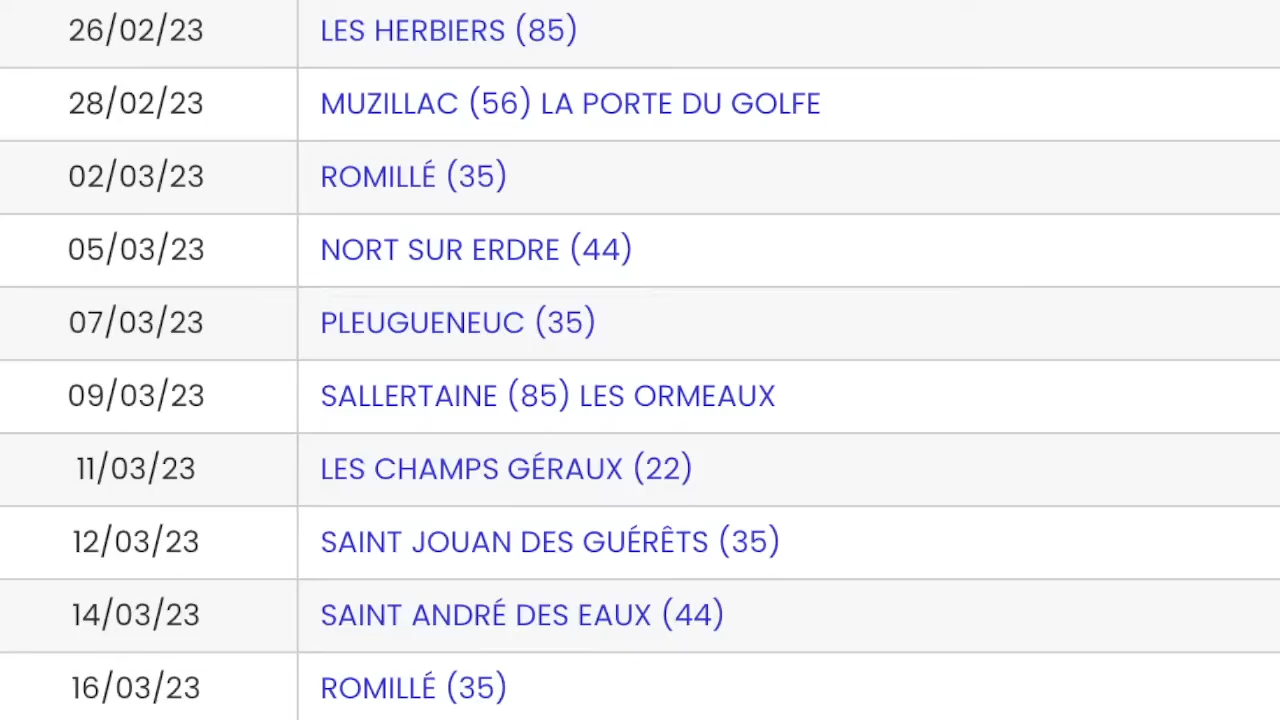 26/02/23 LES HERBIERS (85)
28/02/23 MUZILLAC (56) LA PORTE DU GOLFE
02/03/23 ROMILLÉ (35)
05/03/23 NORT SUR ERDRE (44)
07/03/23 PLEUGUENEUC (35)
09/03/23 SALLERTAINE (85) LES ORMEAUX
11/03/23 LES CHAMPS GÉRAUX (22)
12/03/23 SAINT JOUAN DES GUÉRÊTS (35)
14/03/23 SAINT ANDRÉ DES EAUX (44)
16/03/23 ROMILLÉ (35)